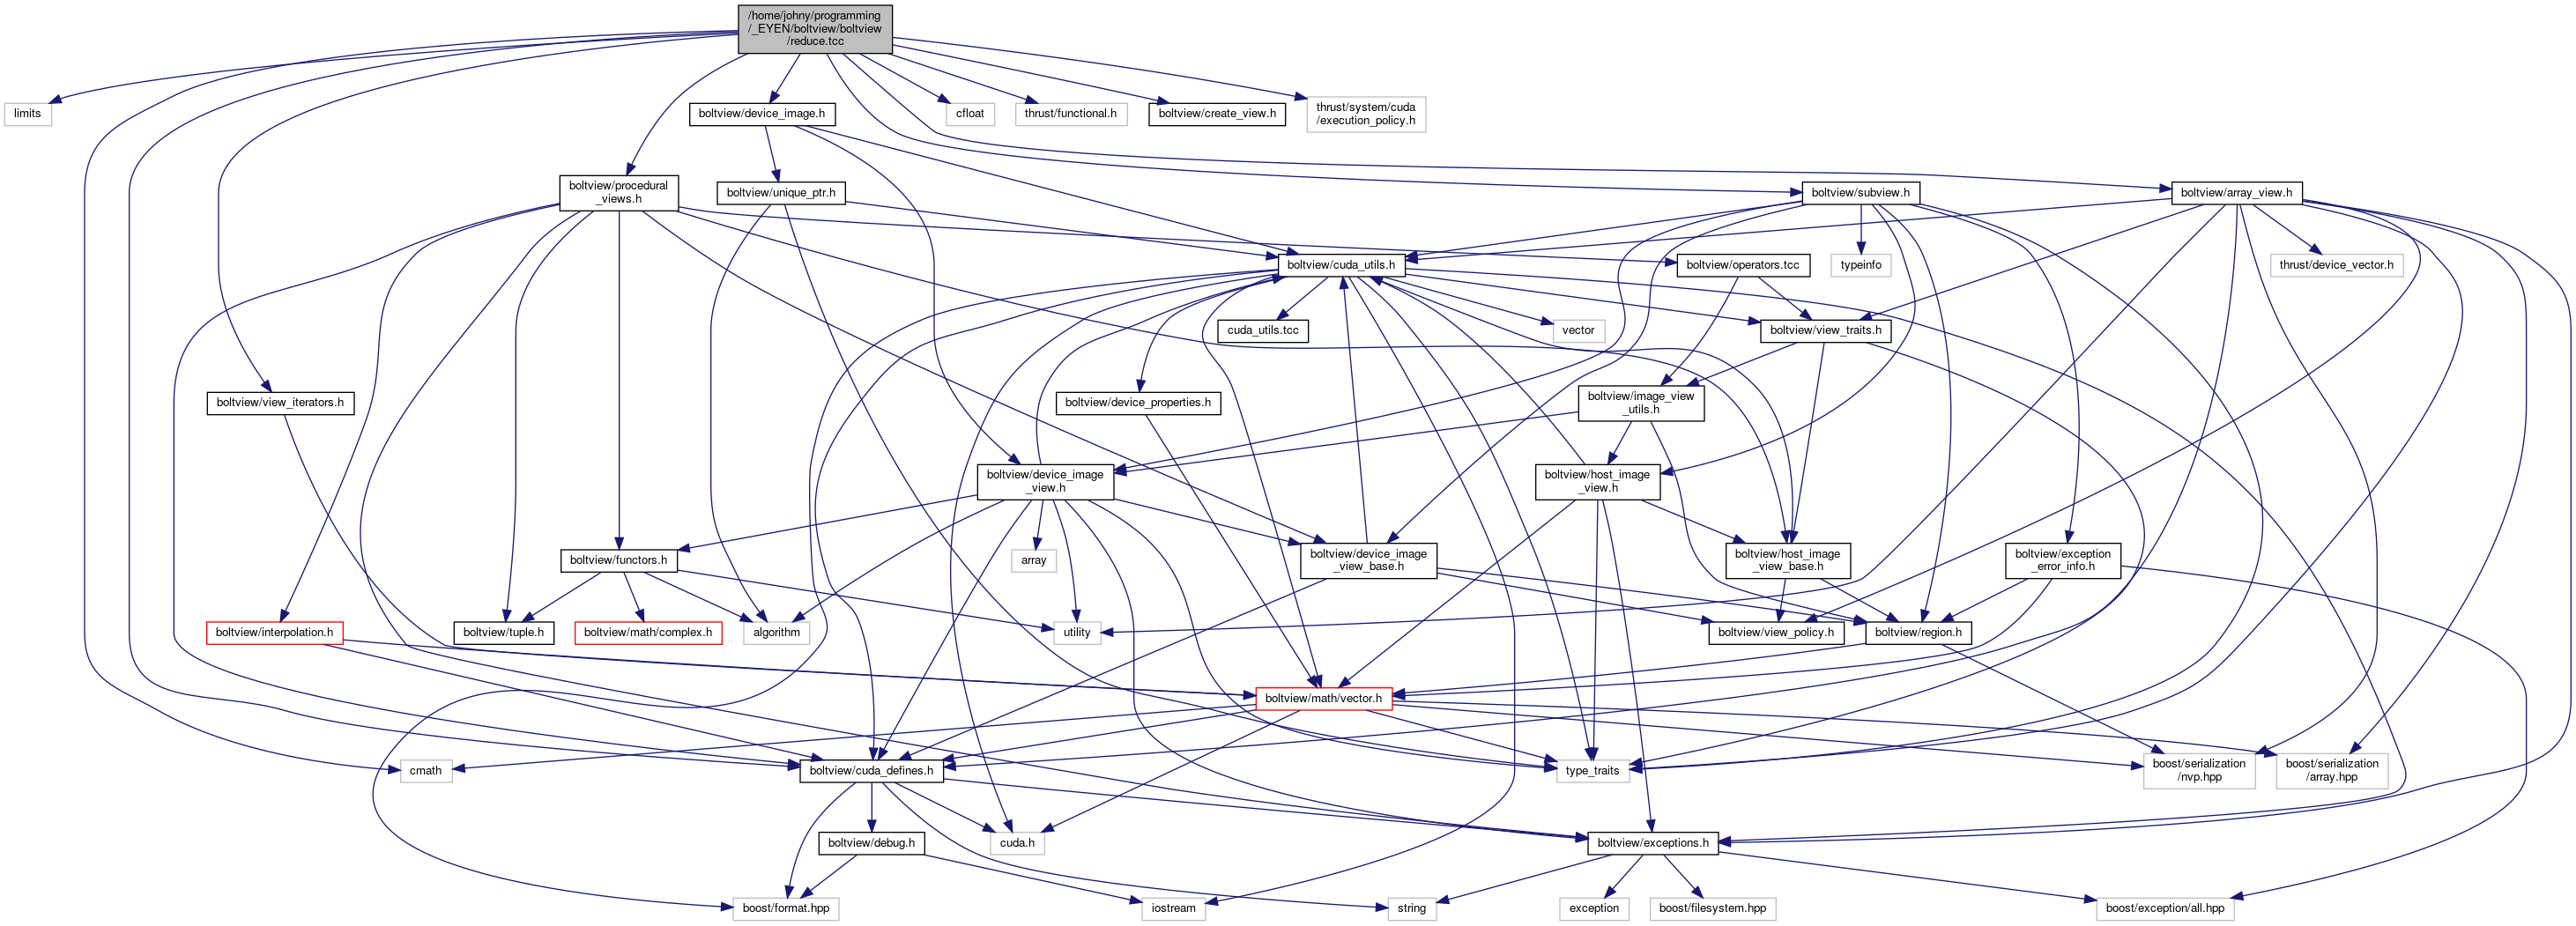 /home/johny/programming
/_EYEN/boltview/boltview
/reduce.tcc
limits
boltview/device_image.h
cfloat
thrust/functional.h
boltview/create_view.h
thrust/system/cuda
/execution_policy.h
boltview/procedural
_views.h
boltview/unique_ptr.h
boltview/subview.h
boltview/array_view.h
boltview/cuda_utils.h
boltview/operators.tcc
typeinfo
thrust/device_vector.h
cuda_utils.tcc
vector
boltview/view_traits.h
boltview/view_iterators.h
boltview/device_properties.h
boltview/image_view
_utils.h
boltview/device_image
_view.h
boltview/host_image
_view.h
boltview/functors.h
array
boltview/device_image
_view_base.h
boltview/host_image
_view_base.h
boltview/exception
_error_info.h
boltview/interpolation.h
boltview/tuple.h
boltview/math/complex.h
algorithm
utility
boltview/view_policy.h
boltview/region.h
boltview/math/vector.h
cmath
boltview/cuda_defines.h
type_traits
boost/serialization
/nvp.hpp
boost/serialization
/array.hpp
boltview/debug.h
cuda.h
boltview/exceptions.h
boost/format.hpp
iostream
string
exception
boost/filesystem.hpp
boost/exception/all.hpp